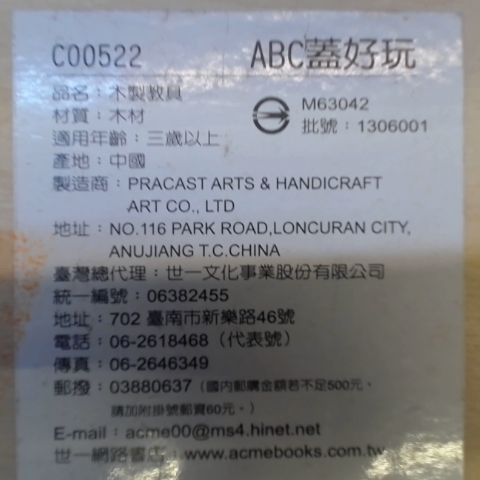 C00522 ABC蓋好玩
品名：木製教具
材質：木材
M63042
適用年齡：三歲以上
批號：1306001
產地：中國
製造商：PRACAST ARTS & HANDICRAFT
ART CO., LTD
地址：NO.116 PARK ROAD,LONCURAN CITY,
ANUJIANG T.C.CHINA
臺灣總代理：世一文化事業股份有限公司
統一編號：06382455
地址：702 臺南市新樂路46號
電話：06-2618468（代表號）
傳真：06-2646349
郵撥：03880637（國內郵購金額若不足500元，
請加附掛號郵資60元。）
E-mail：acme00@ms4.hinet.net
世一網路書店：www.acmebooks.com.tw